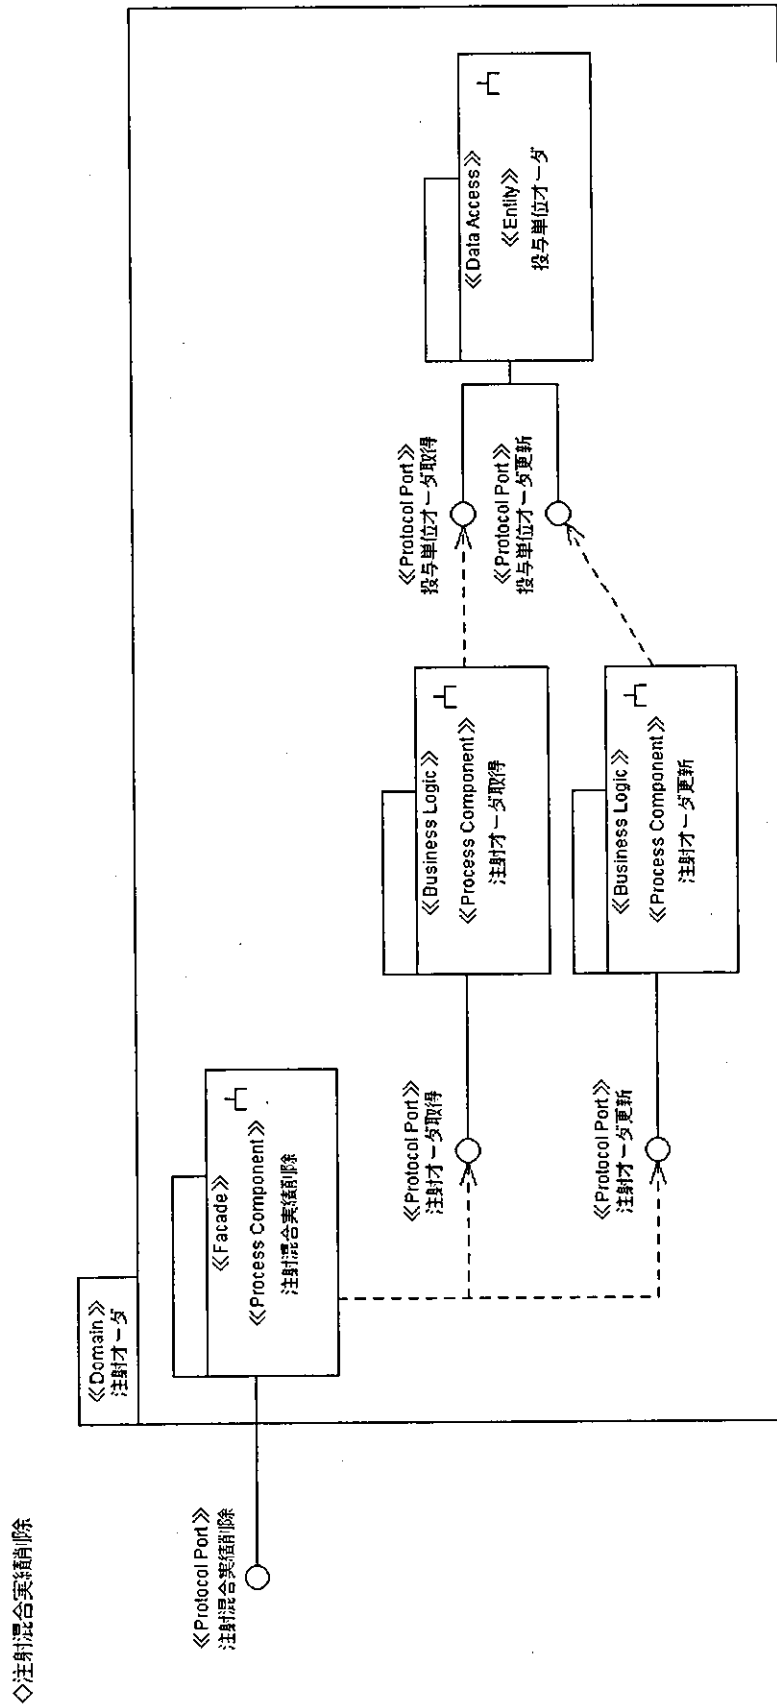 ◇注射混合実績削除
≪Domain≫
注射オーダ
≪Protocol Port≫
注射混合実績削除
≪Facade≫
≪Process Component≫
注射混合実績削除
≪Protocol Port≫
注射オーダ取得
≪Business Logic≫
≪Process Component≫
注射オーダ取得
≪Protocol Port≫
投与単位オーダ取得
≪Protocol Port≫
投与単位オーダ更新
≪Data Access≫
≪Entity≫
投与単位オーダ
≪Protocol Port≫
注射オーダ更新
≪Business Logic≫
≪Process Component≫
注射オーダ更新